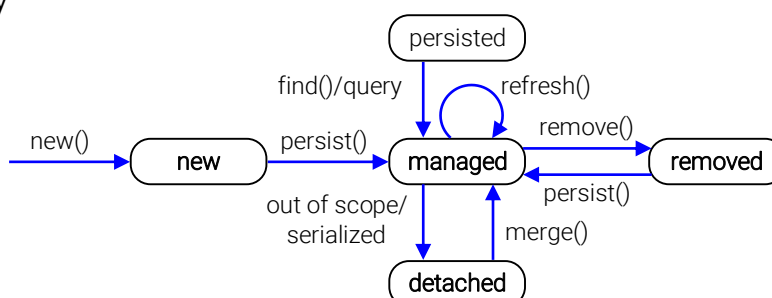 persisted
find()/query
refresh()
new()
persist()
remove()
new
managed
removed
out of scope/
serialized
persist()
merge()
detached